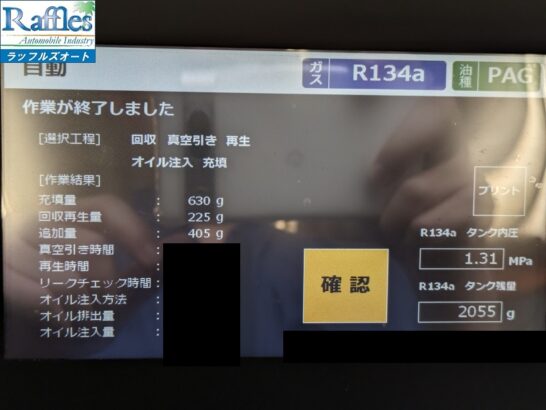 Raffles
Automobile Industry
ラッフルズオート
自動
ガス R134a 油種 PAG
作業が終了しました
[選択工程] 回収 真空引き 再生
オイル注入 充填
[作業結果]
充填量 : 630 g
回収再生量 : 225 g
追加量 : 405 g
真空引き時間 :
再生時間 :
リークチェック時間 :
オイル注入方法 :
オイル排出量 :
オイル注入量 :
確認
プリント
R134a タンク内圧
1.31 MPa
R134a タンク残量
2055 g